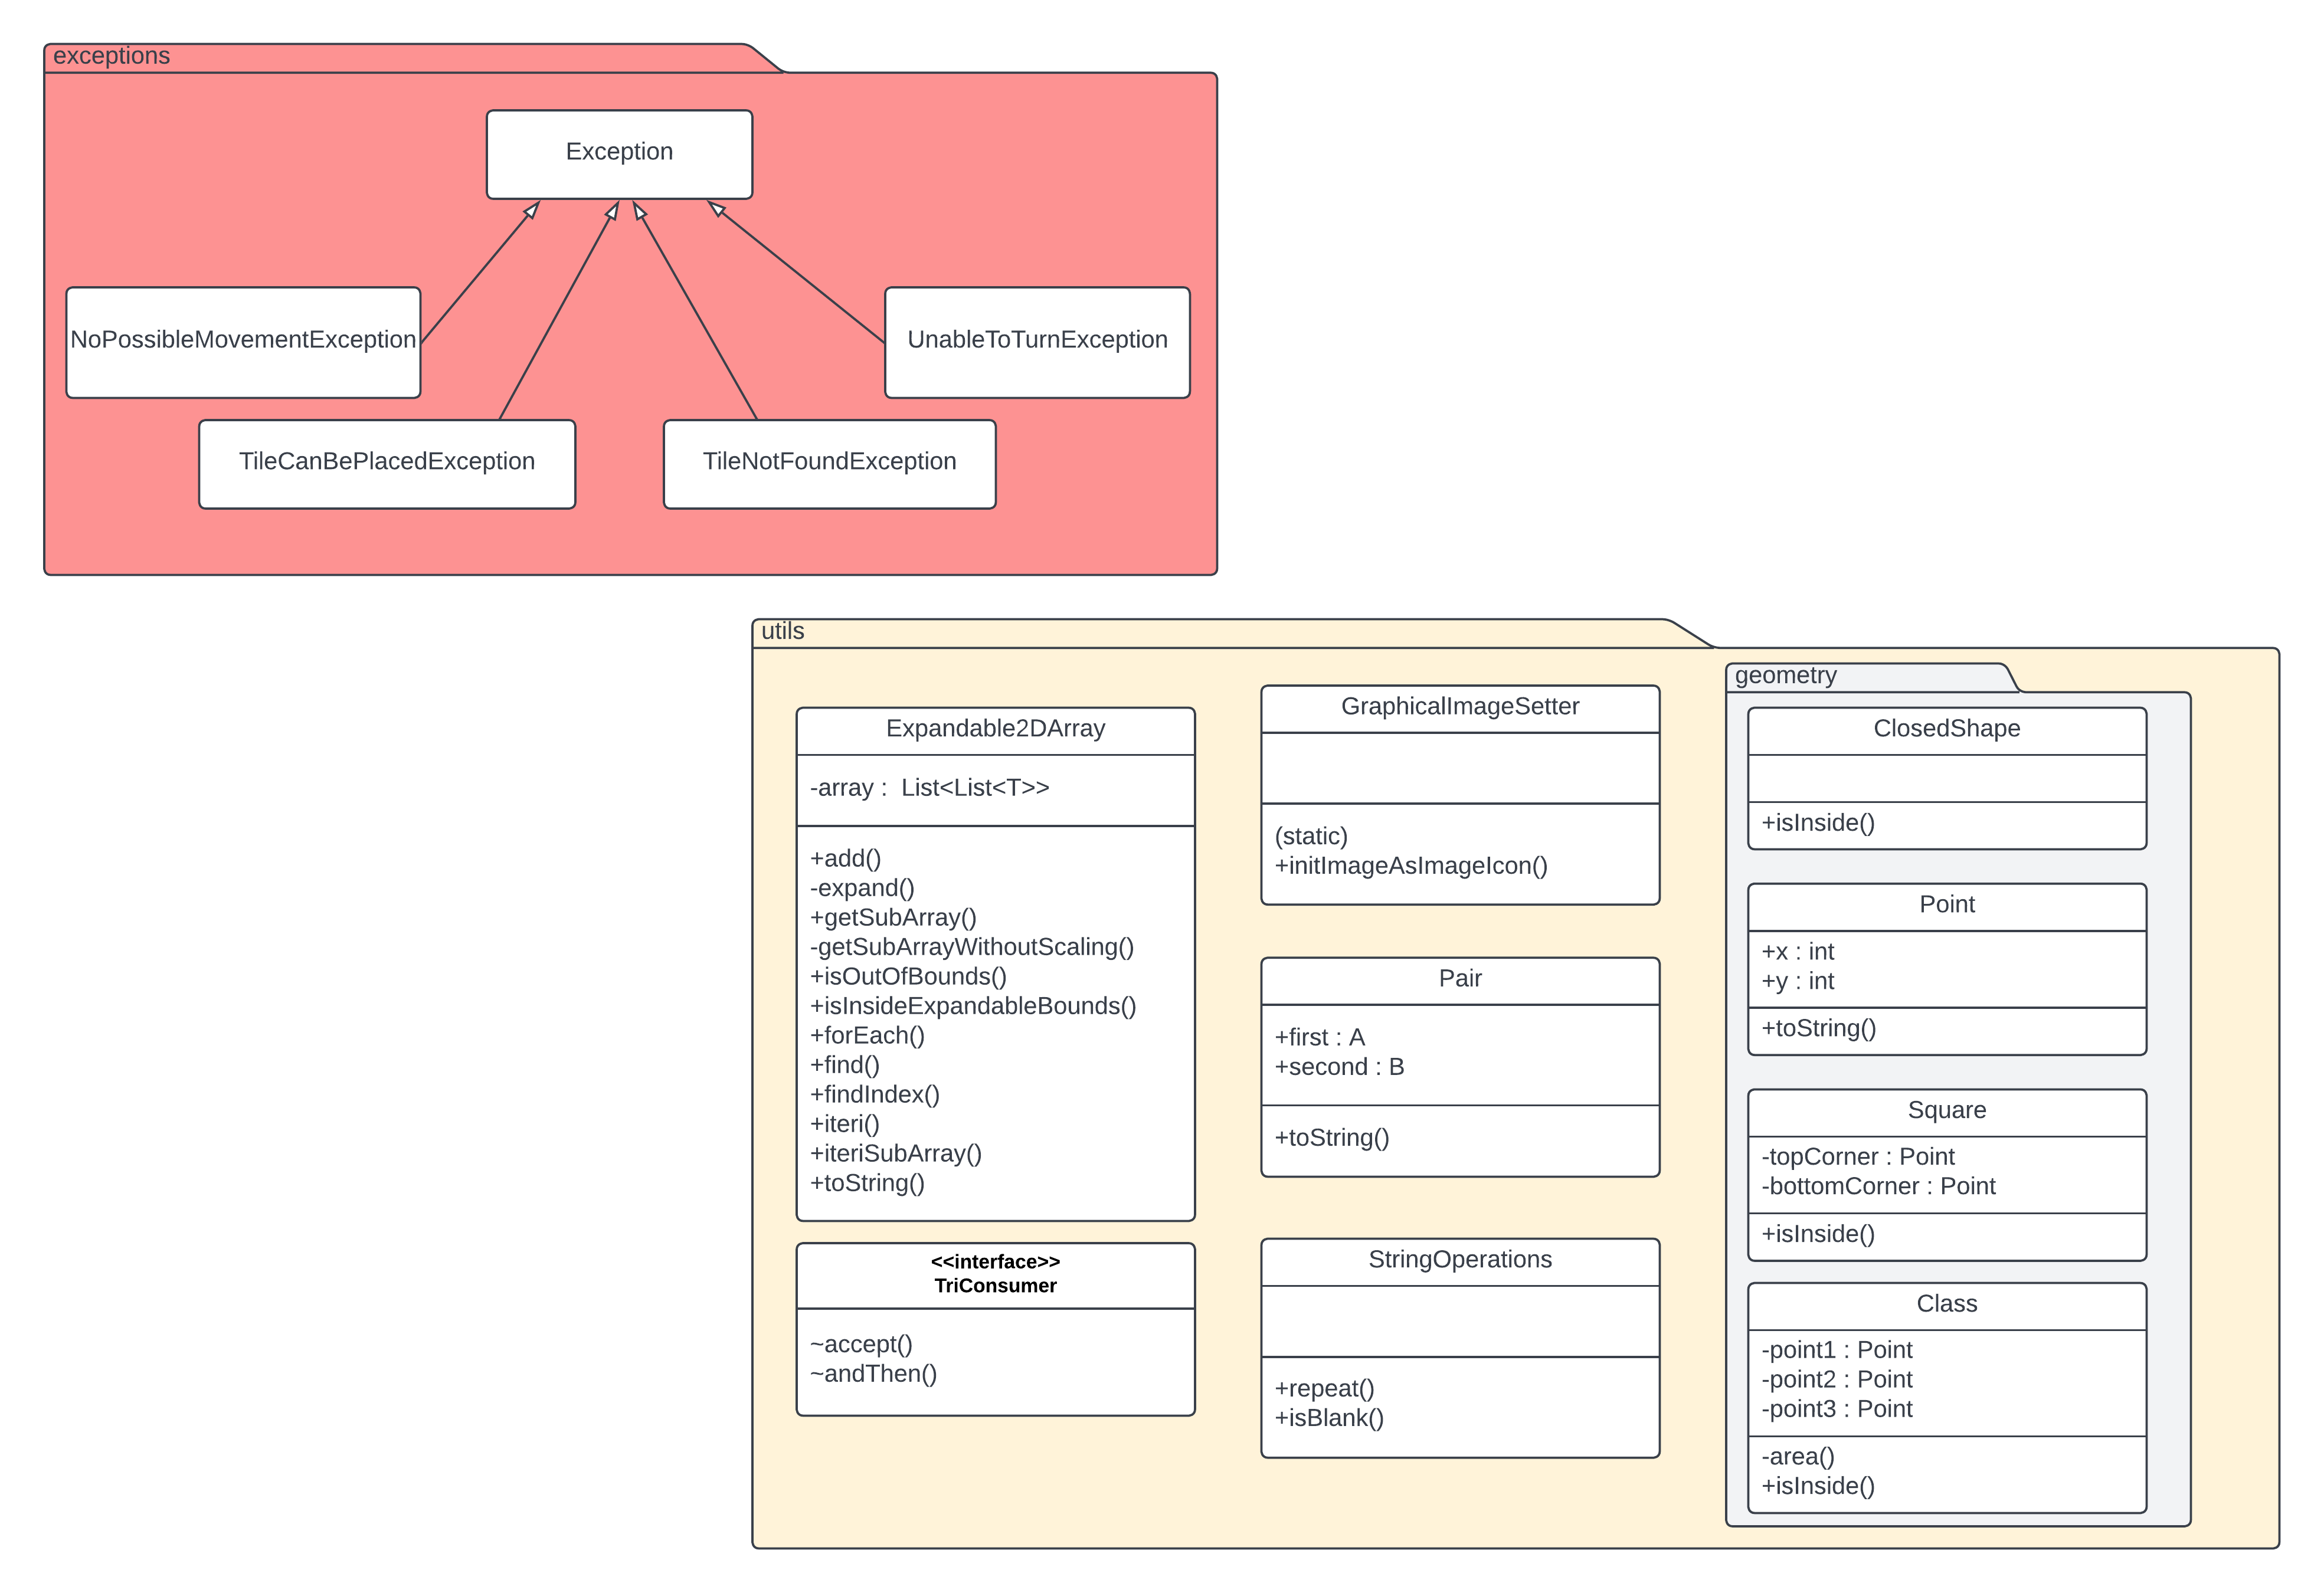 exceptions
Exception
NoPossibleMovementException
UnableToTurnException
TileCanBePlacedException
TileNotFoundException
utils
Expandable2DArray
-array :  List<List<T>>
+add()
-expand()
+getSubArray()
-getSubArrayWithoutScaling()
+isOutOfBounds()
+isInsideExpandableBounds()
+forEach()
+find()
+findIndex()
+iteri()
+iteriSubArray()
+toString()
<<interface>>
TriConsumer
~accept()
~andThen()
GraphicalImageSetter
(static)
+initImageAsImageIcon()
Pair
+first : A
+second : B
+toString()
StringOperations
+repeat()
+isBlank()
geometry
ClosedShape
+isInside()
Point
+x : int
+y : int
+toString()
Square
-topCorner : Point
-bottomCorner : Point
+isInside()
Class
-point1 : Point
-point2 : Point
-point3 : Point
-area()
+isInside()